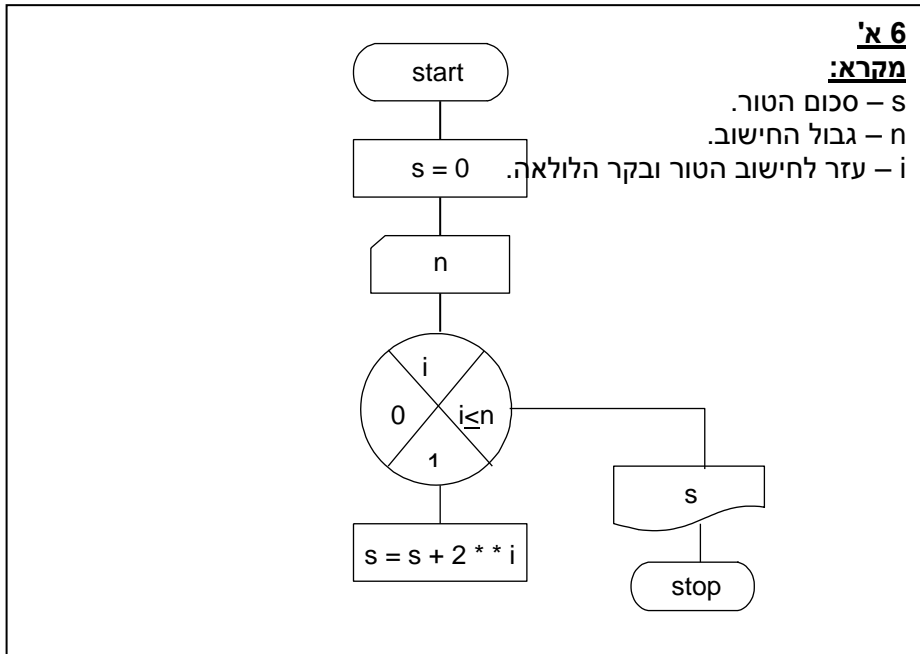 6 א'
מקרא:
s – סכום הטור.
n – גבול החישוב.
i – עזר לחישוב הטור ובקר הלולאה.
start
s = 0
n
i
0
i<n
1
s = s + 2 * * i
s
stop